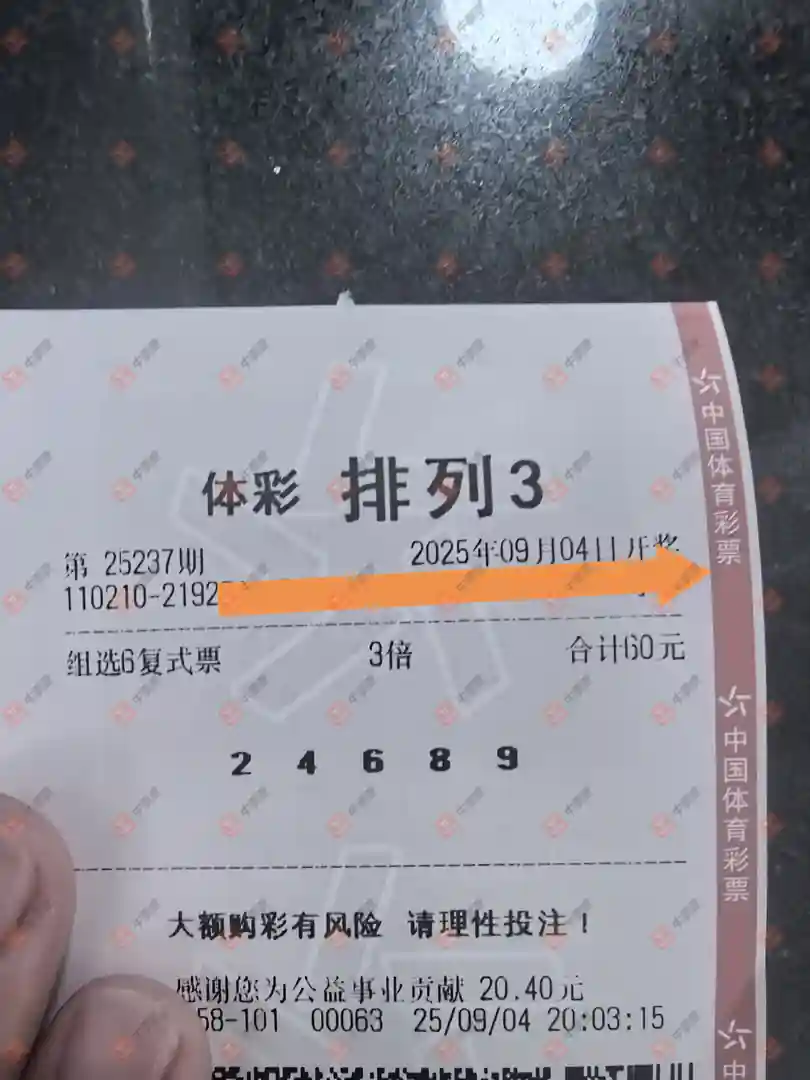 体彩 排列3
第 25237期 2025年09月04日开奖
110210-2192
组选6复式票 3倍 合计60元
2 4 6 8 9
大额购彩有风险 请理性投注！
感谢您为公益事业贡献 20.40元
58-101 00063 25/09/04 20:03:15
中国体育彩票
中国体育彩票
中